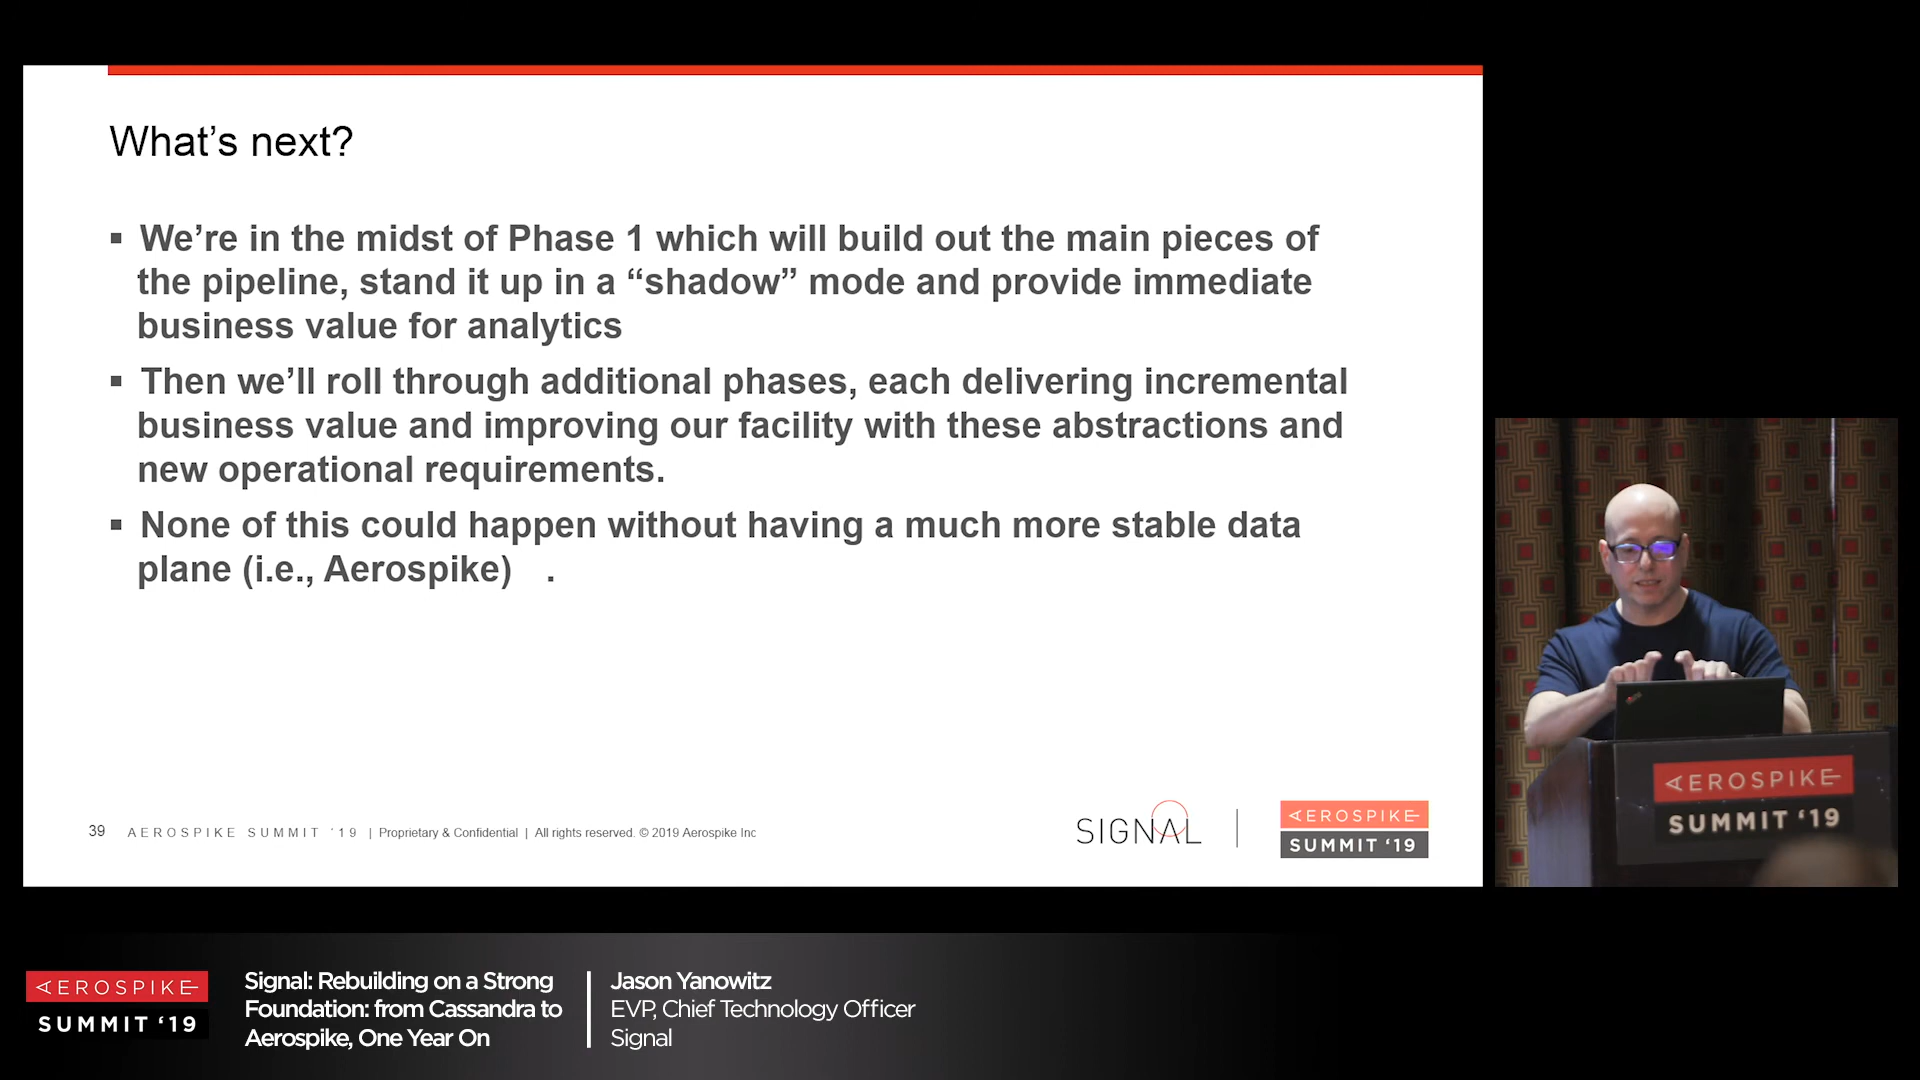 What’s next?
▪ We’re in the midst of Phase 1 which will build out the main pieces of
the pipeline, stand it up in a “shadow” mode and provide immediate
business value for analytics
▪ Then we’ll roll through additional phases, each delivering incremental
business value and improving our facility with these abstractions and
new operational requirements.
▪ None of this could happen without having a much more stable data
plane (i.e., Aerospike) .
39 AEROSPIKE SUMMIT ‘19 | Proprietary & Confidential | All rights reserved. © 2019 Aerospike Inc
SIGNAL
AEROSPIKE
SUMMIT ‘19
AEROSPIKE
SUMMIT ‘19
AEROSPIKE
SUMMIT ‘19
Signal: Rebuilding on a Strong
Foundation: from Cassandra to
Aerospike, One Year On
Jason Yanowitz
EVP, Chief Technology Officer
Signal